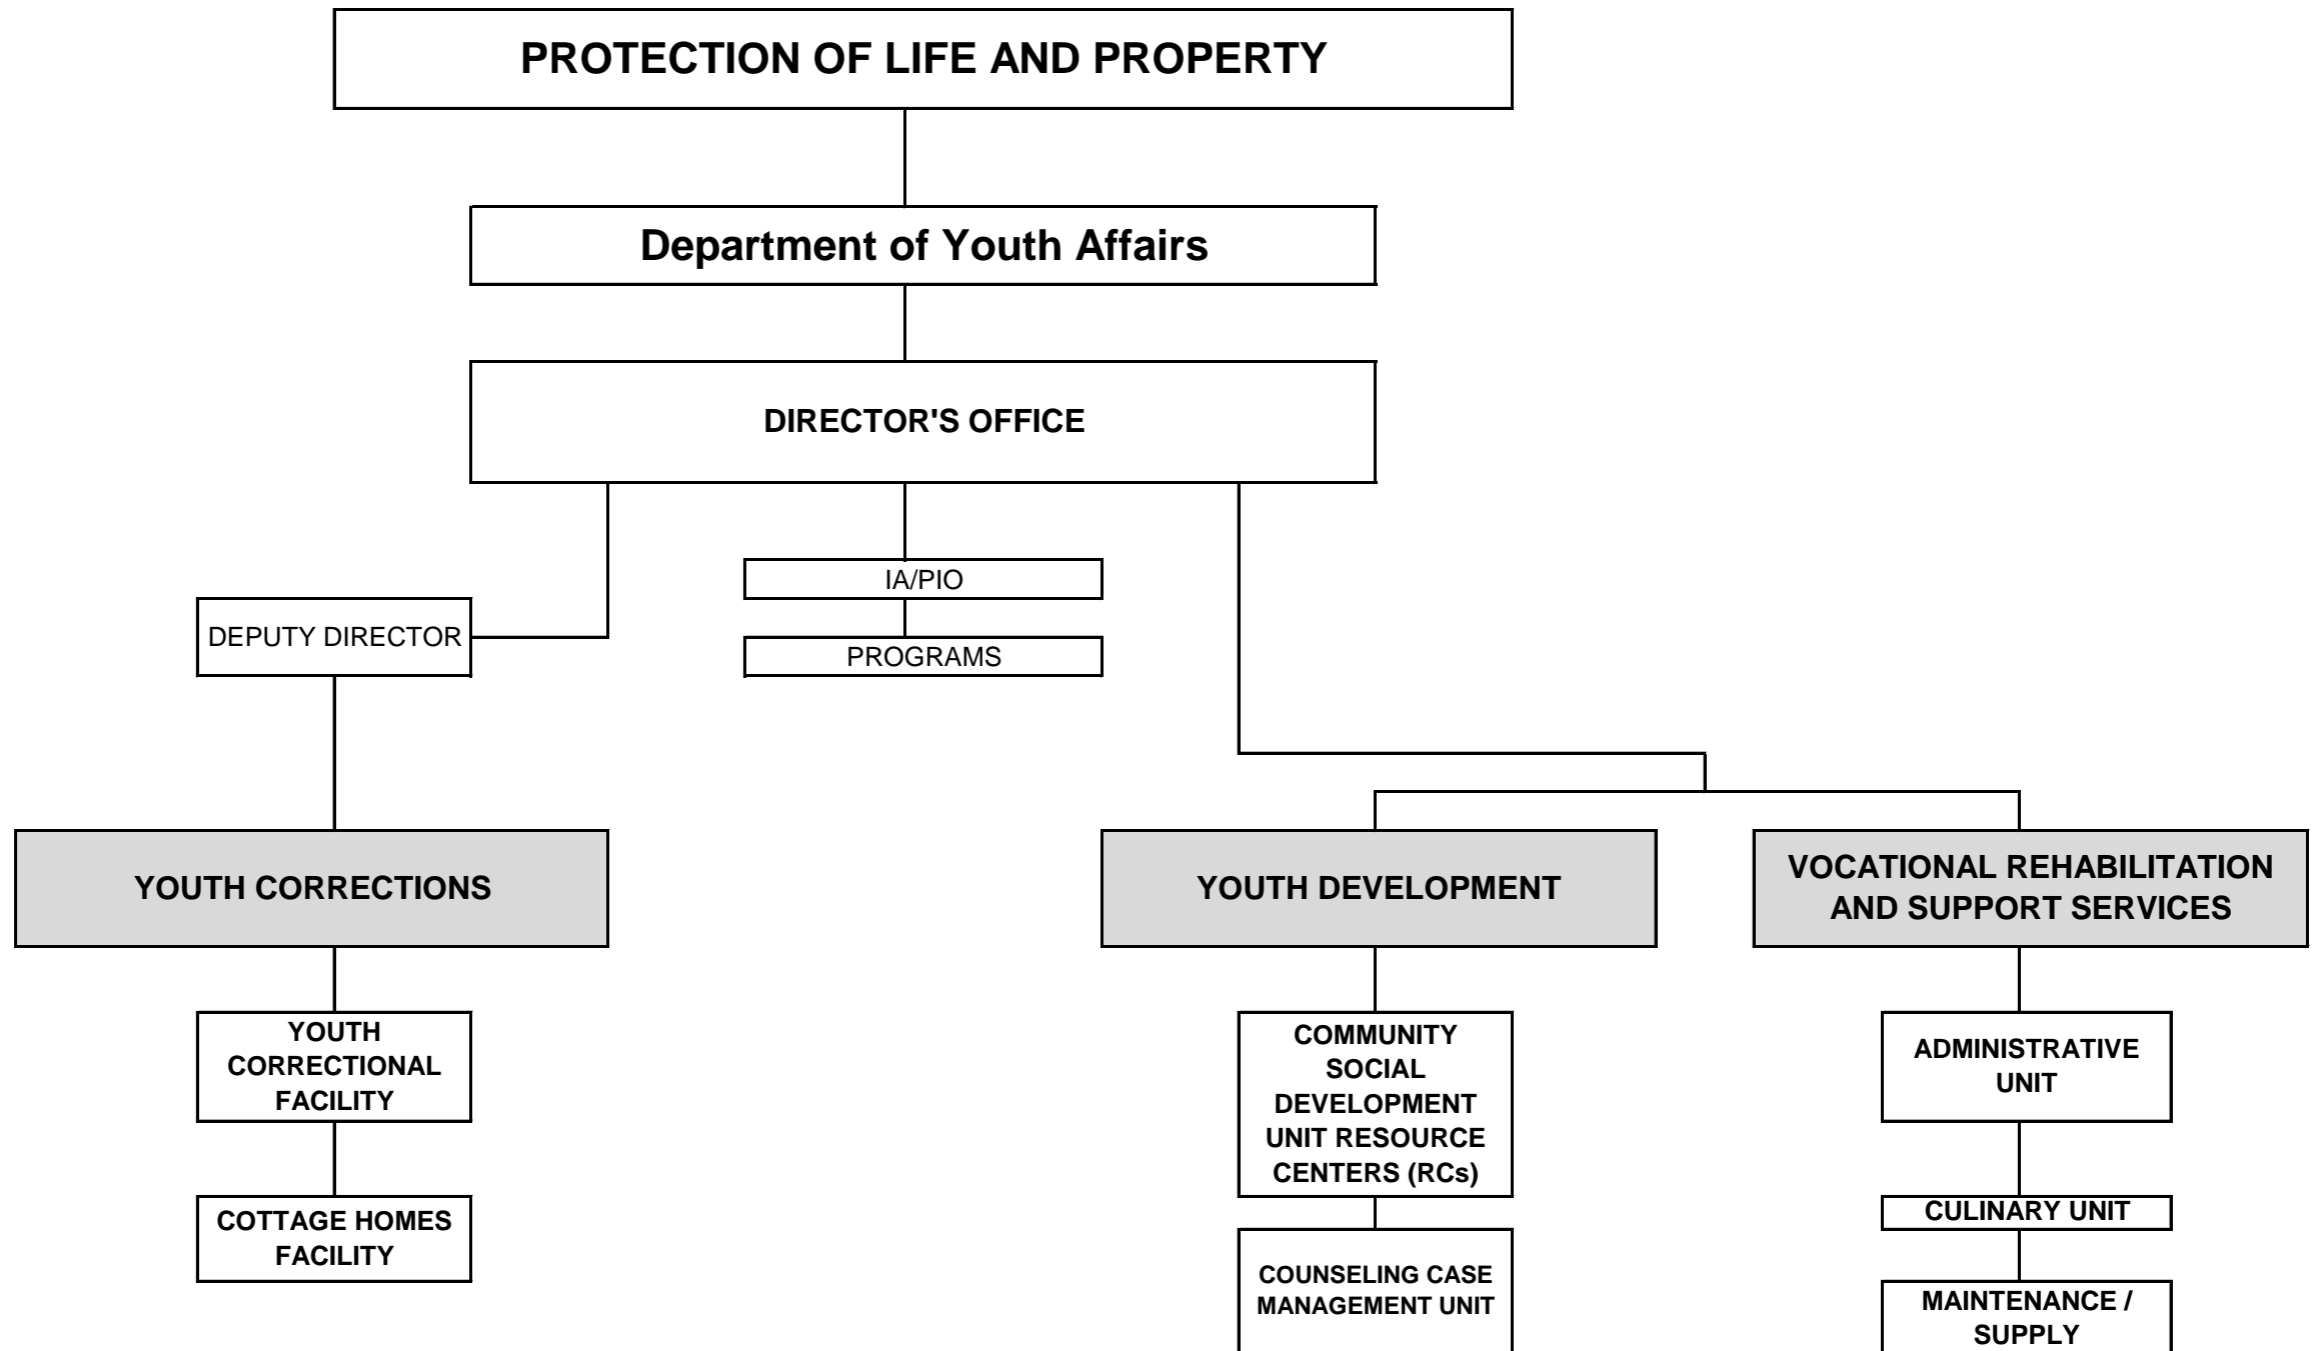 PROTECTION OF LIFE AND PROPERTY
Department of Youth Affairs
DIRECTOR'S OFFICE
IA/PIO
DEPUTY DIRECTOR
PROGRAMS
YOUTH CORRECTIONS
YOUTH DEVELOPMENT
VOCATIONAL REHABILITATION
AND SUPPORT SERVICES
YOUTH
CORRECTIONAL
FACILITY
COTTAGE HOMES
FACILITY
COMMUNITY
SOCIAL
DEVELOPMENT
UNIT RESOURCE
CENTERS (RCs)
COUNSELING CASE
MANAGEMENT UNIT
ADMINISTRATIVE
UNIT
CULINARY UNIT
MAINTENANCE /
SUPPLY